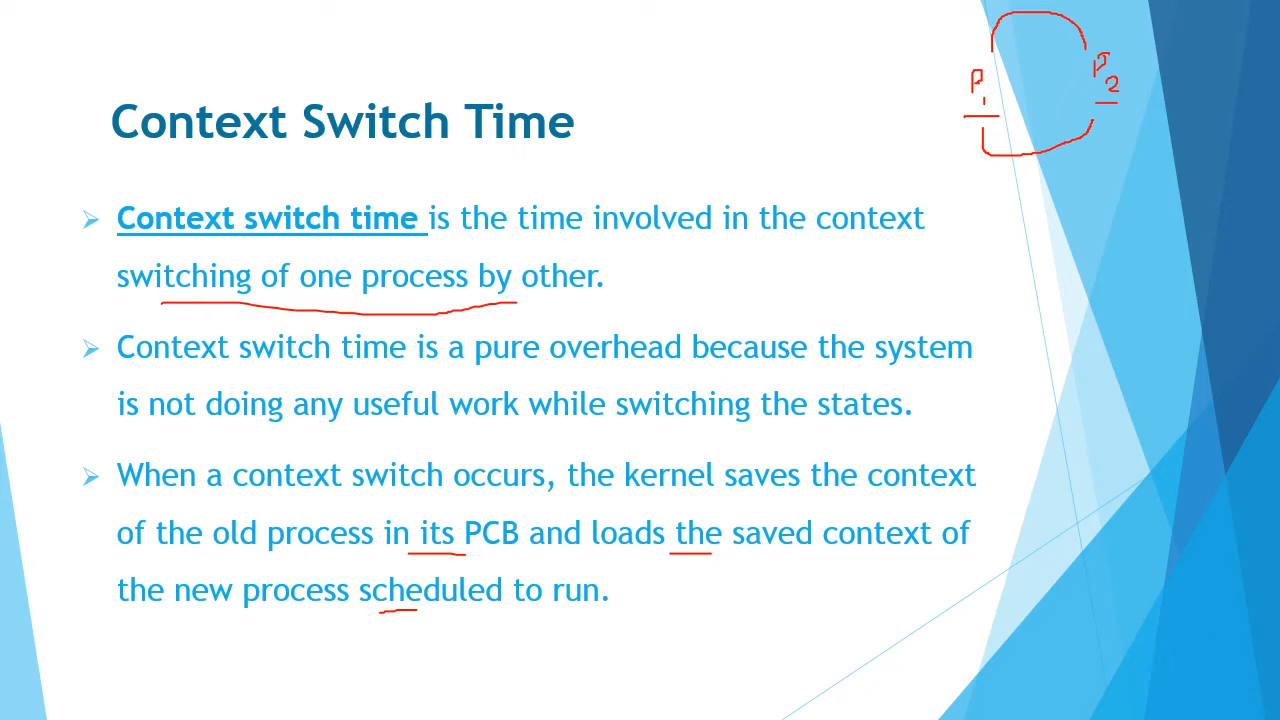 P1
P2
Context Switch Time
Context switch time is the time involved in the context
switching of one process by other.
Context switch time is a pure overhead because the system
is not doing any useful work while switching the states.
When a context switch occurs, the kernel saves the context
of the old process in its PCB and loads the saved context of
the new process scheduled to run.